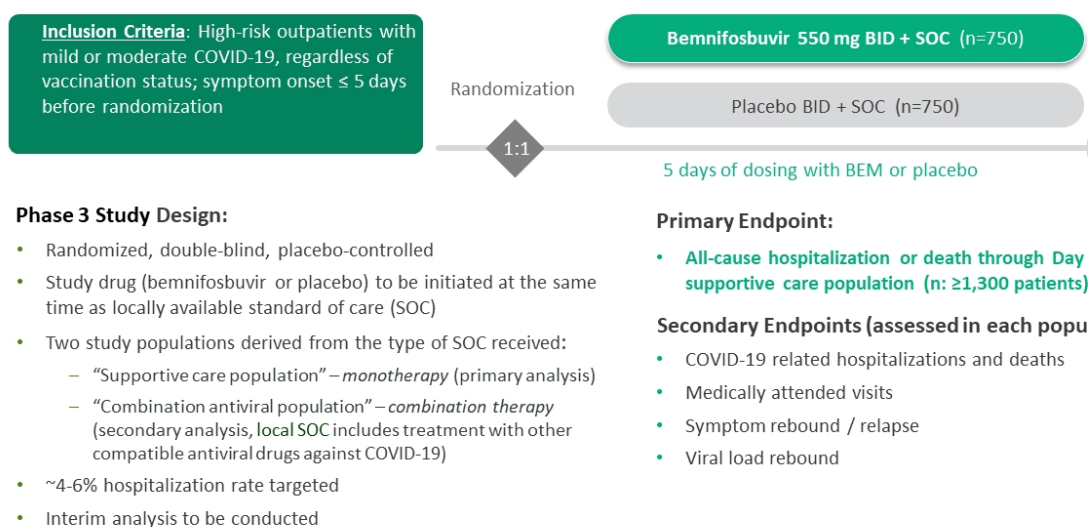 Inclusion Criteria: High-risk outpatients with
mild or moderate COVID-19, regardless of
vaccination status; symptom onset ≤ 5 days
before randomization
Randomization
1:1
Bemnifosbuvir 550 mg BID + SOC (n=750)
Placebo BID + SOC (n=750)
5 days of dosing with BEM or placebo
Phase 3 Study Design:
• Randomized, double-blind, placebo-controlled
• Study drug (bemnifosbuvir or placebo) to be initiated at the same
time as locally available standard of care (SOC)
• Two study populations derived from the type of SOC received:
– “Supportive care population” – monotherapy (primary analysis)
– “Combination antiviral population” – combination therapy
(secondary analysis, local SOC includes treatment with other
compatible antiviral drugs against COVID-19)
• ~4-6% hospitalization rate targeted
• Interim analysis to be conducted
Primary Endpoint:
• All-cause hospitalization or death through Day
supportive care population (n: ≥1,300 patients)
Secondary Endpoints (assessed in each popu
• COVID-19 related hospitalizations and deaths
• Medically attended visits
• Symptom rebound / relapse
• Viral load rebound